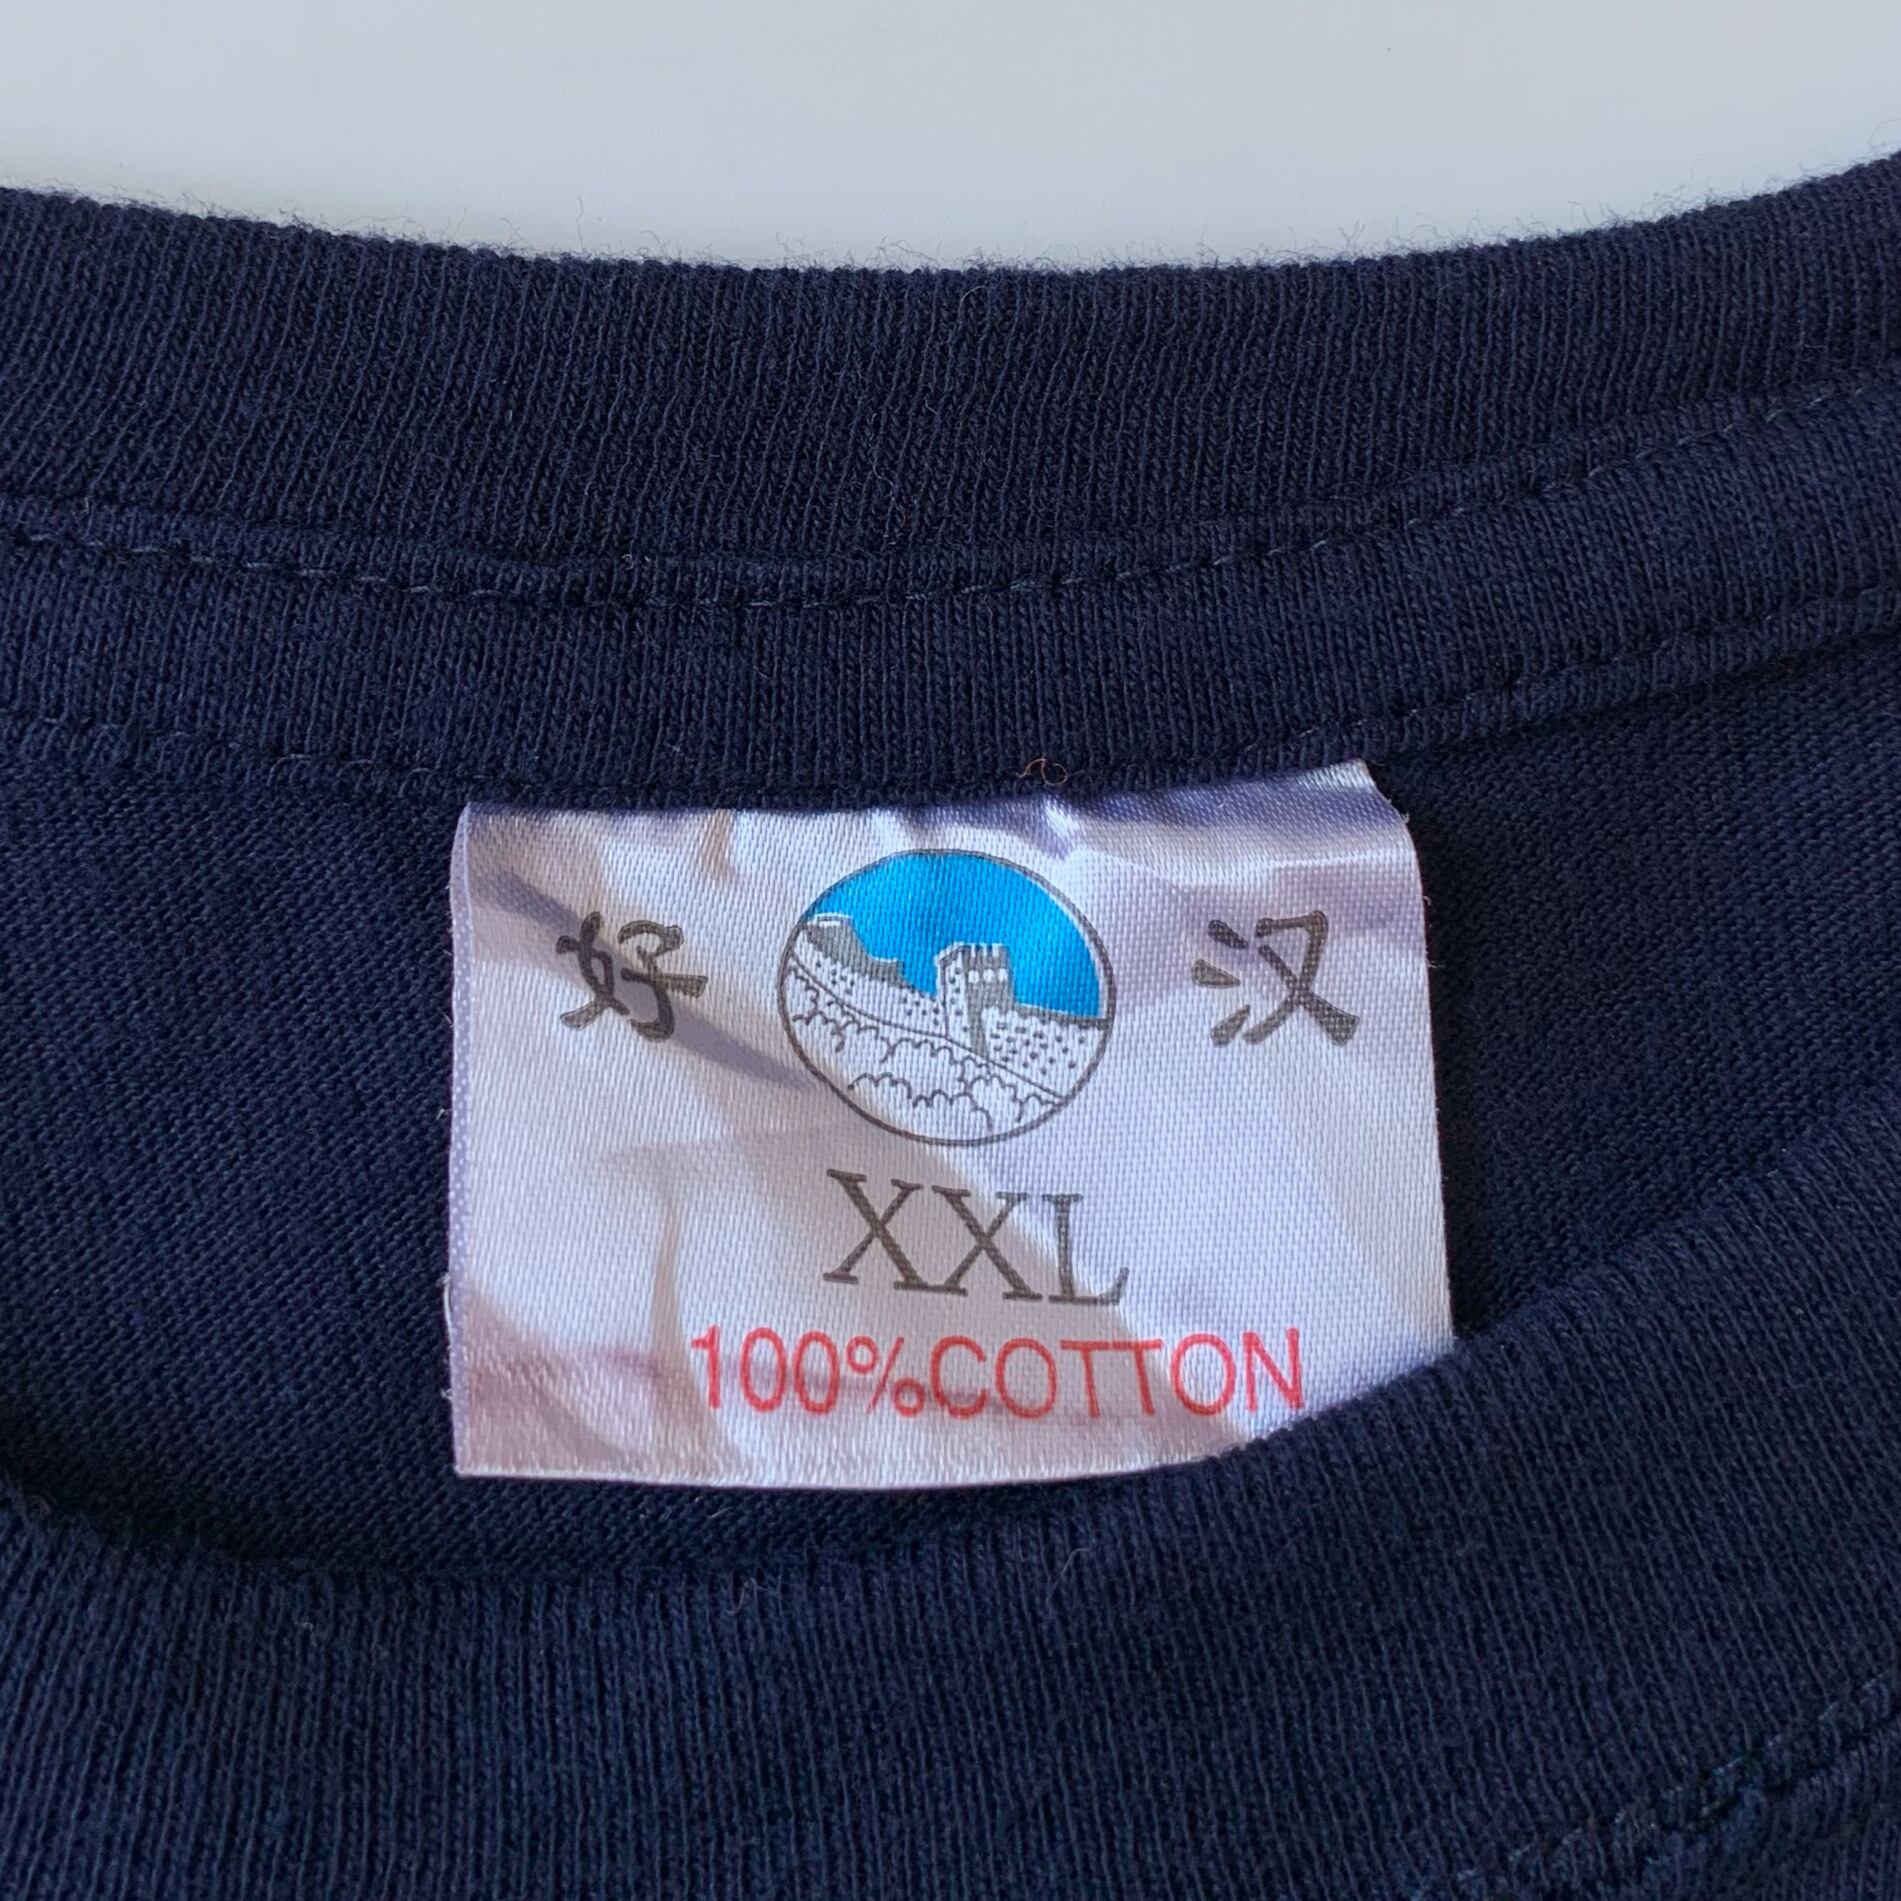 好 汉
XXL
100%COTTON